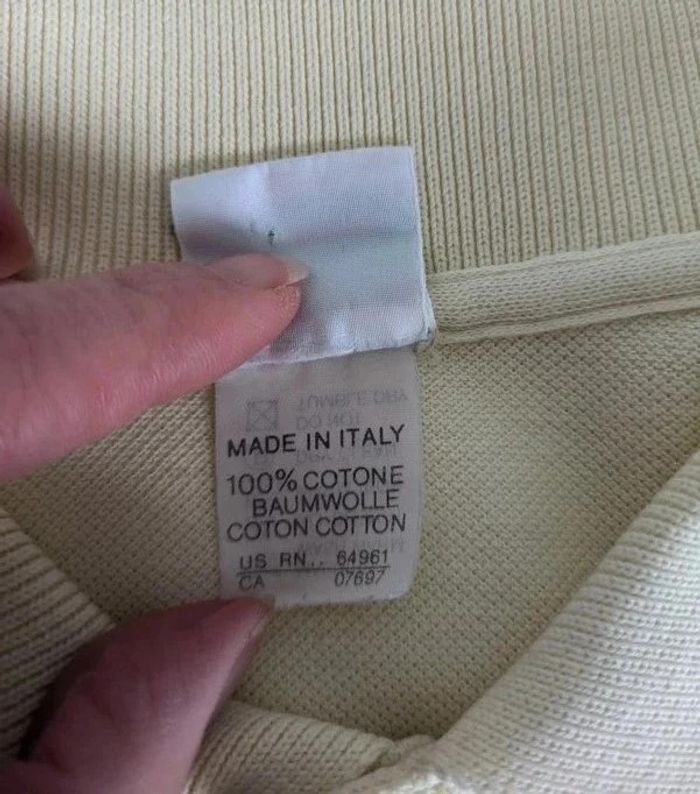 MADE IN ITALY
100% COTONE
BAUMWOLLE
COTON COTTON
US RN.. 64961
CA 07697